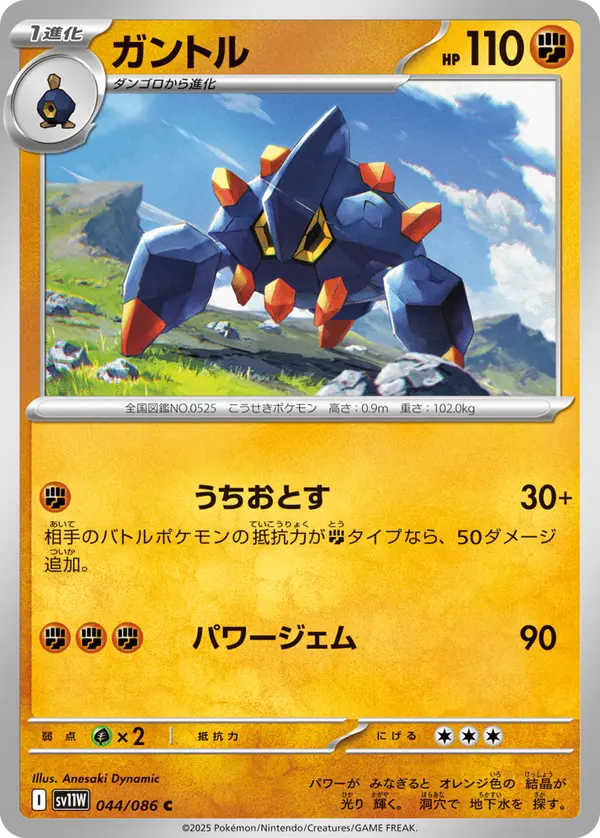 1進化 ガントル HP 110
ダンゴロから進化
全国図鑑NO.0525 こうせきポケモン 高さ:0.9m 重さ:102.0kg
うちおとす 30+
相手のバトルポケモンの抵抗力がタイプなら、50ダメージ
追加。
パワージェム 90
弱点 ×2 抵抗力 にげる
Illus. Anesaki Dynamic
パワーが みなぎると オレンジ色の 結晶が
光り 輝く。洞穴で 地下水を 探す。
I sv11W 044/086 C
©2025 Pokémon/Nintendo/Creatures/GAME FREAK.